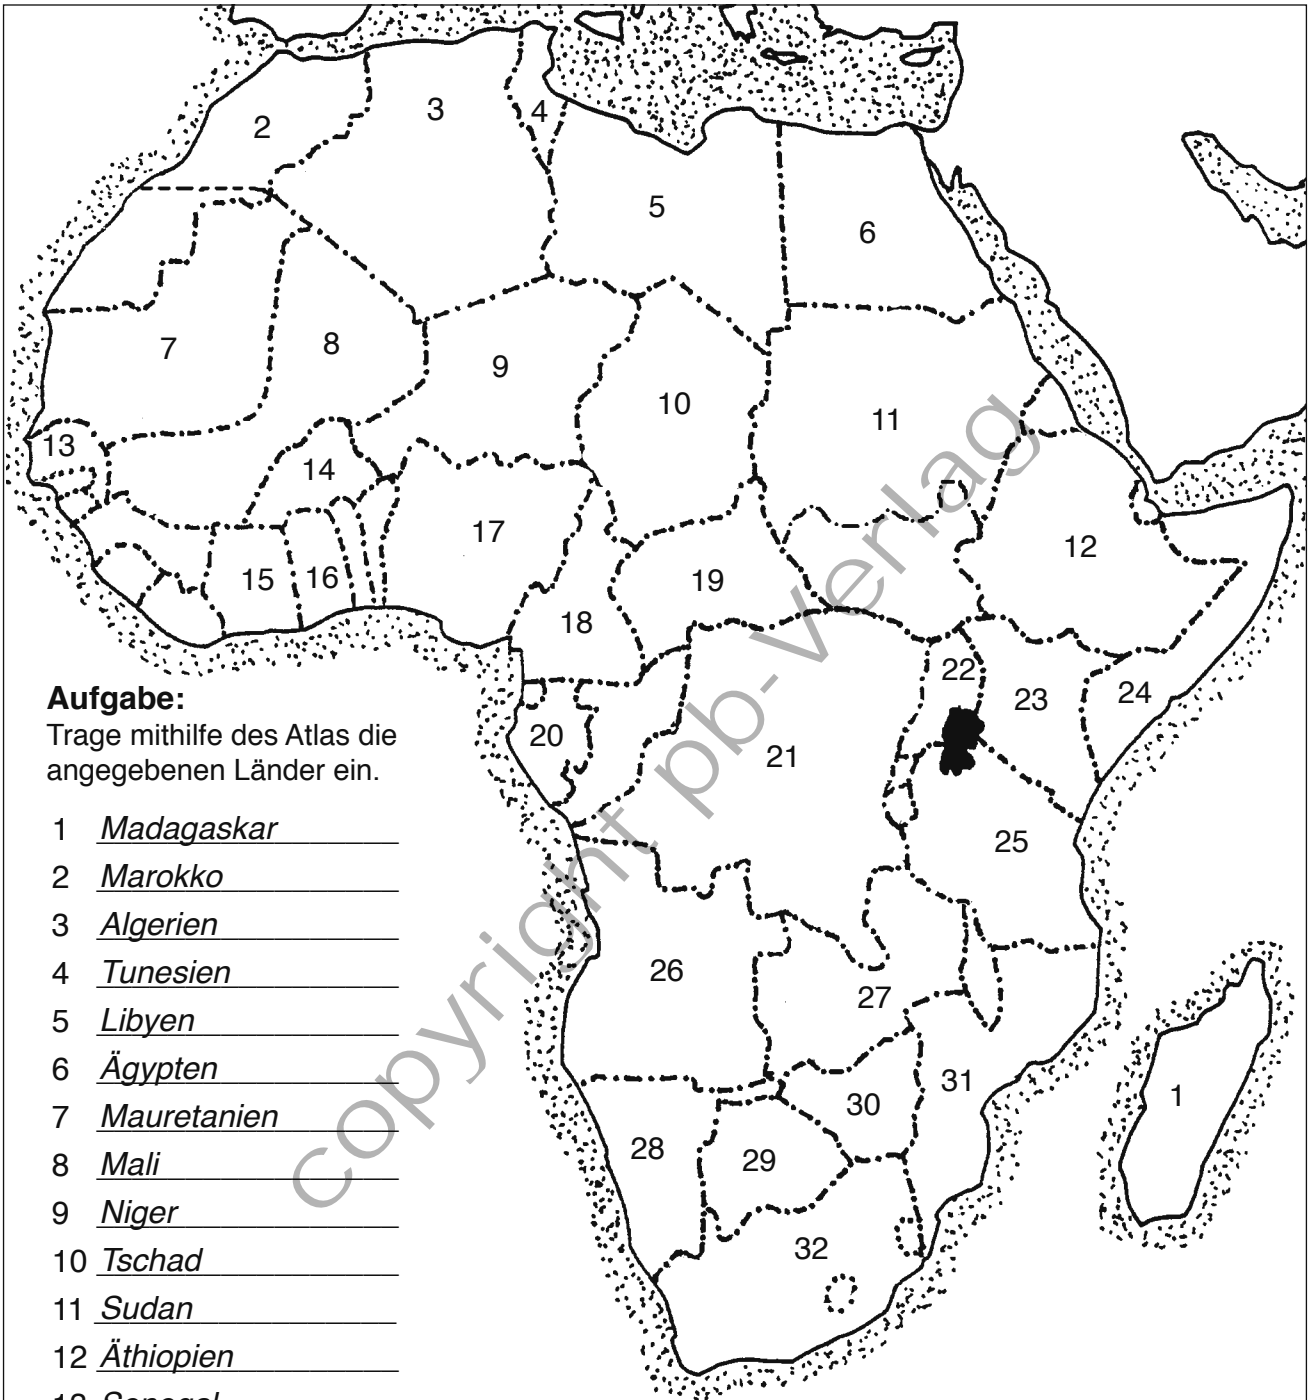 2
3
4
5
6
7
8
9
10
11
12
13
14
15
16
17
18
19
20
21
22
23
24
25
26
27
28
29
30
31
32
1
copyright pb-Verlag
Aufgabe:
Trage mithilfe des Atlas die
angegebenen Länder ein.
1 Madagaskar
2 Marokko
3 Algerien
4 Tunesien
5 Libyen
6 Ägypten
7 Mauretanien
8 Mali
9 Niger
10 Tschad
11 Sudan
12 Äthiopien
13 Senegal